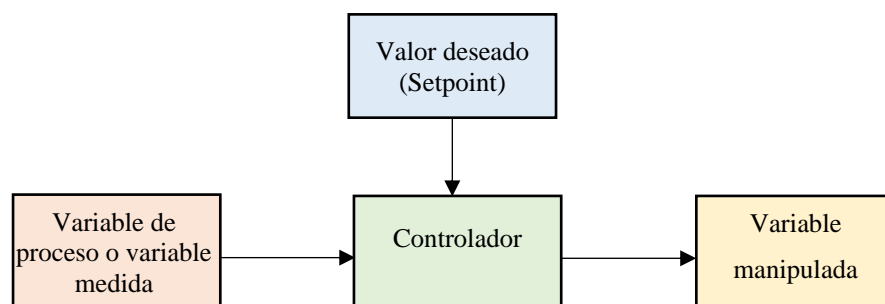 Valor deseado
(Setpoint)
Variable de
proceso o variable
medida
Controlador
Variable
manipulada